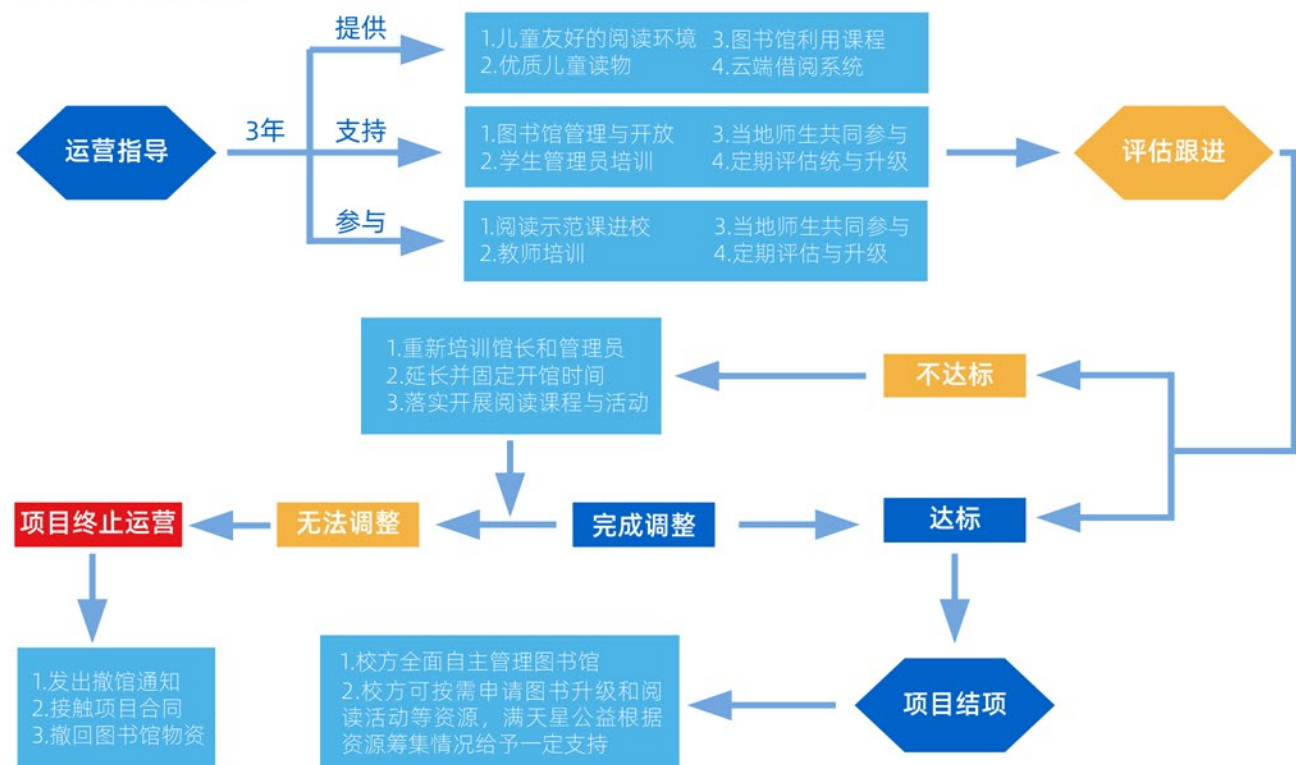 提供
1.儿童友好的阅读环境 3.图书馆利用课程
2.优质儿童读物 4.云端借阅系统
运营指导
3年
支持
1.图书馆管理与开放 3.当地师生共同参与
2.学生管理员培训 4.定期评估统与升级
评估跟进
参与
1.阅读示范课进校 3.当地师生共同参与
2.教师培训 4.定期评估与升级
1.重新培训馆长和管理员
2.延长并固定开馆时间
3.落实开展阅读课程与活动
不达标
项目终止运营
无法调整
完成调整
达标
1.发出撤馆通知
2.接触项目合同
3.撤回图书馆物资
1.校方全面自主管理图书馆
2.校方可按需申请图书升级和阅
读活动等资源，满天星公益根据
资源筹集情况给予一定支持
项目结项